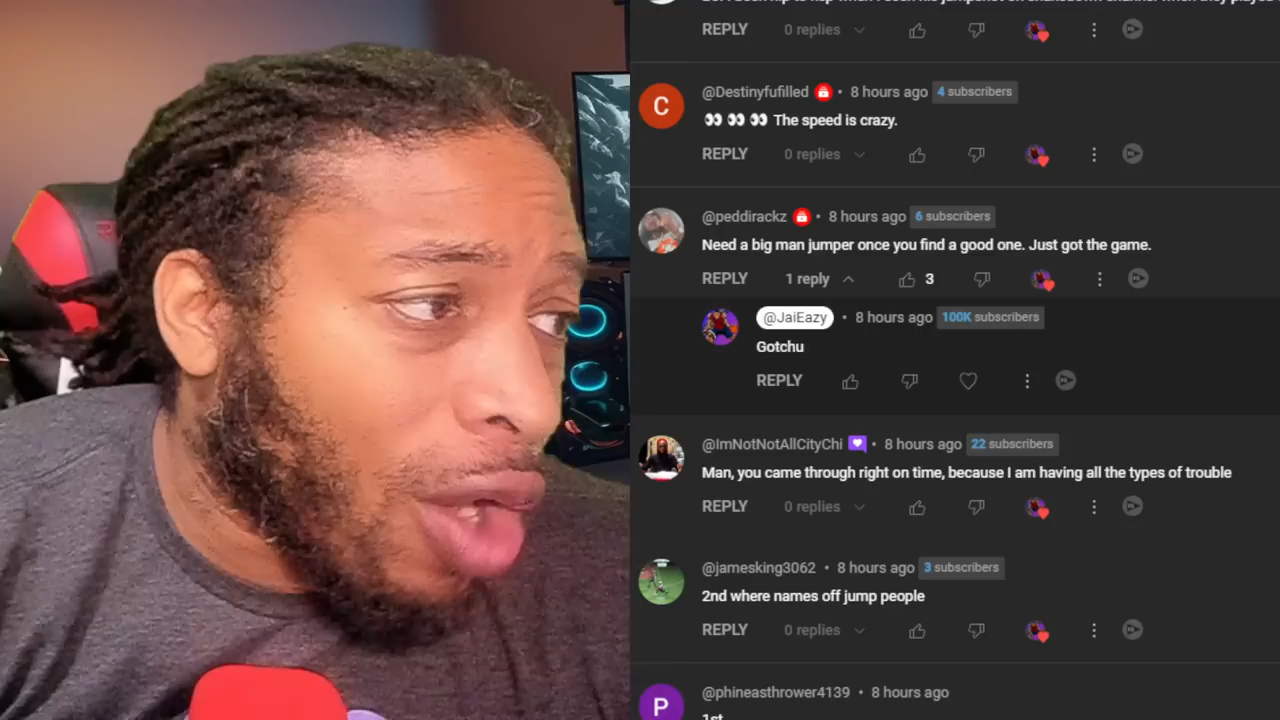 REPLY 0 replies
C @Destinyfufilled • 8 hours ago 4 subscribers
The speed is crazy.
REPLY 0 replies
@peddirackz • 8 hours ago 6 subscribers
Need a big man jumper once you find a good one. Just got the game.
REPLY 1 reply 3
@JaiEazy • 8 hours ago 100K subscribers
Gotchu
REPLY
@ImNotNotAllCityChi • 8 hours ago 22 subscribers
Man, you came through right on time, because I am having all the types of trouble
REPLY 0 replies
@jamesking3062 • 8 hours ago 3 subscribers
2nd where names off jump people
REPLY 0 replies
P @phineasthrower4139 • 8 hours ago
1st